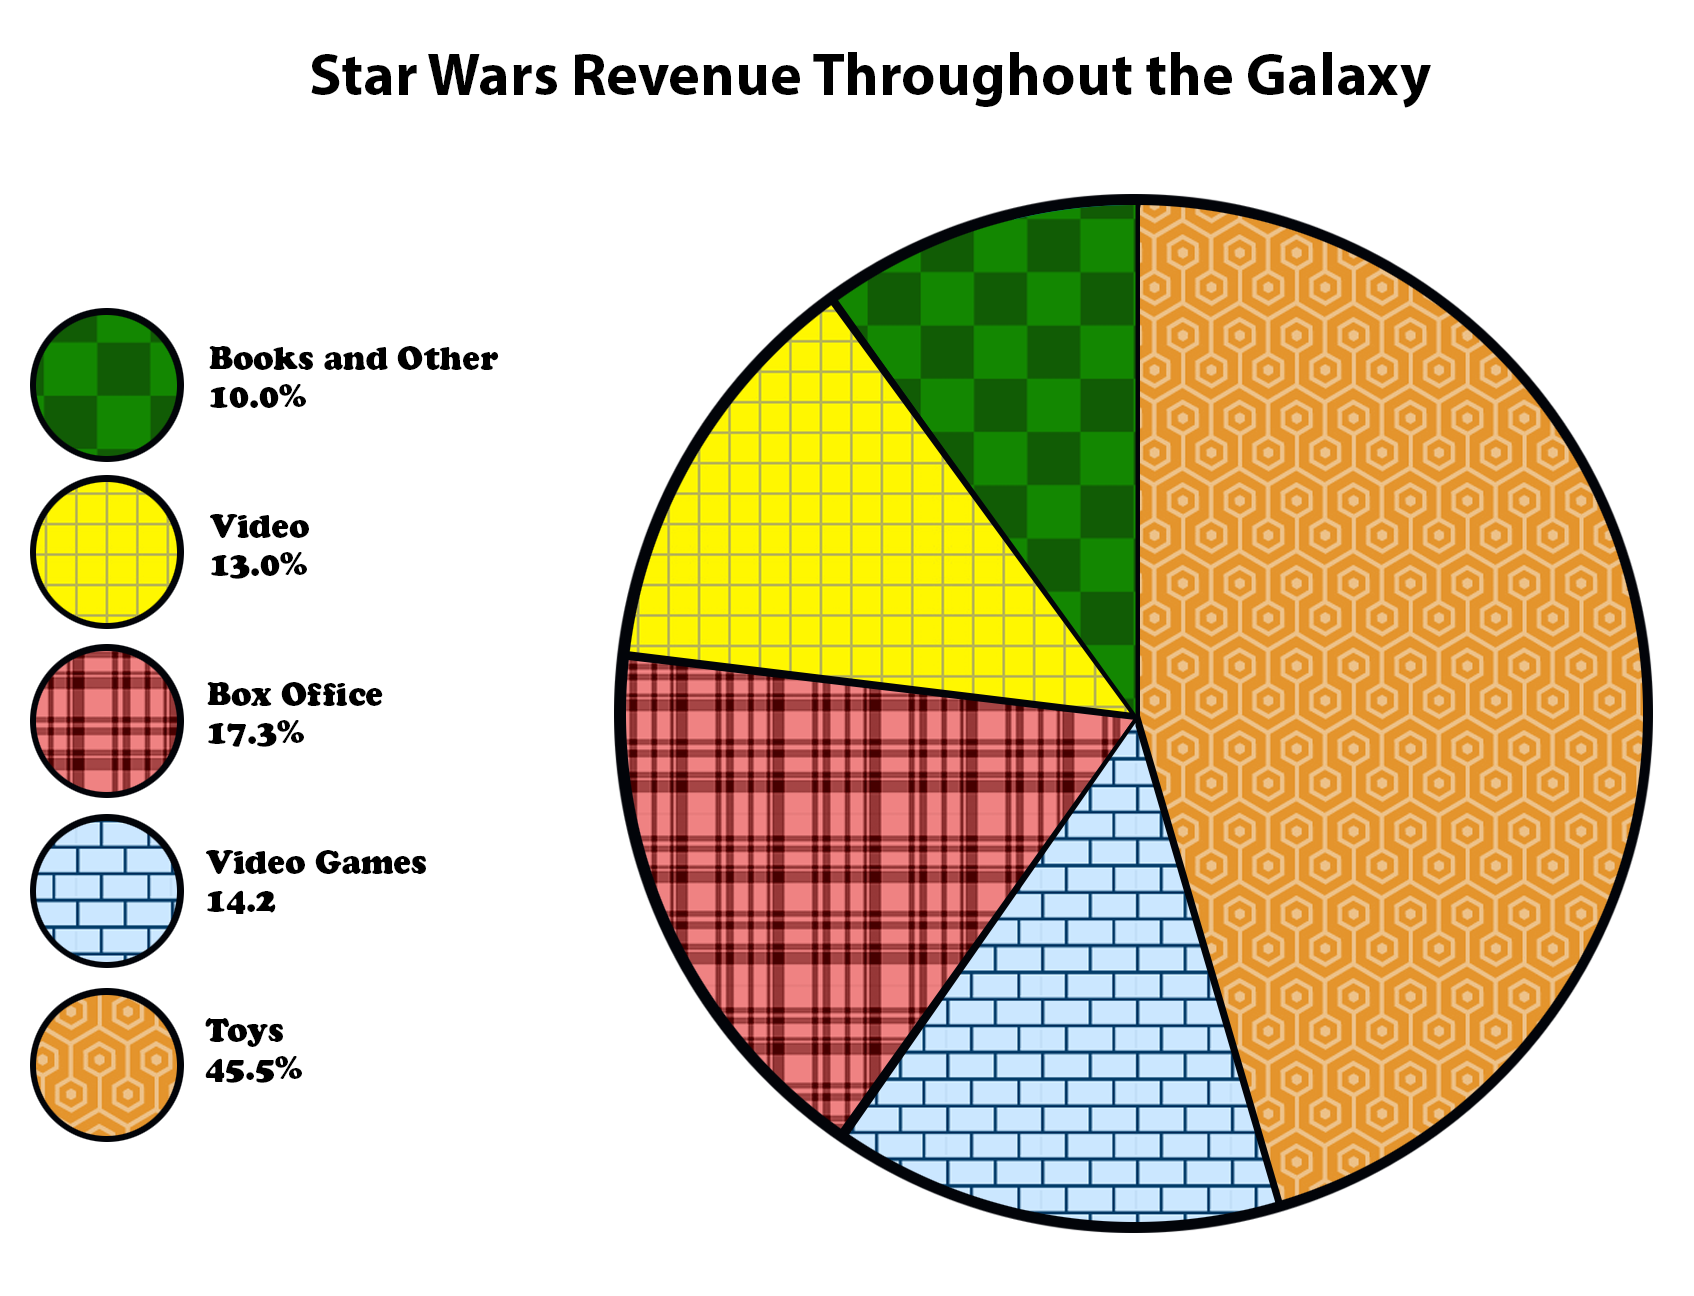 Star Wars Revenue Throughout the Galaxy
Books and Other
10.0%
Video
13.0%
Box Office
17.3%
Video Games
14.2
Toys
45.5%